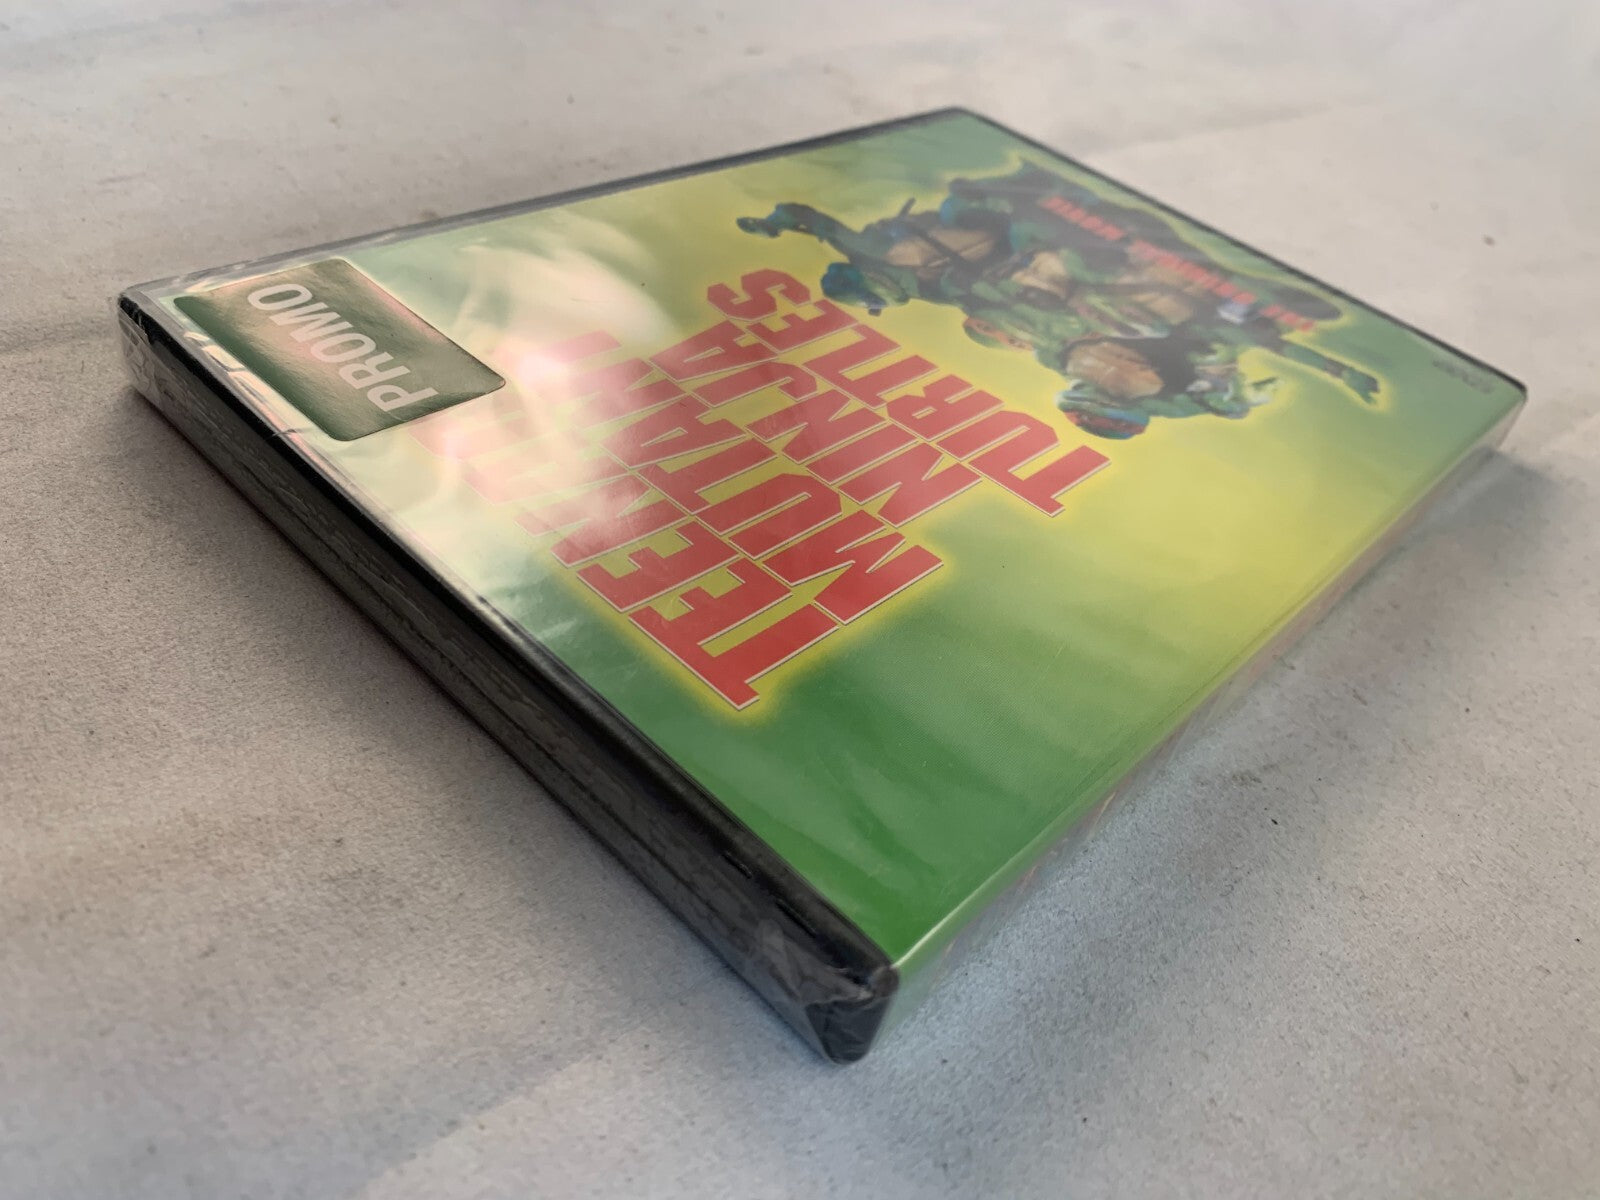 PROMO
TEENAGE
MUTANT
NINJA
TURTLES
THE ORIGINAL MOVIE